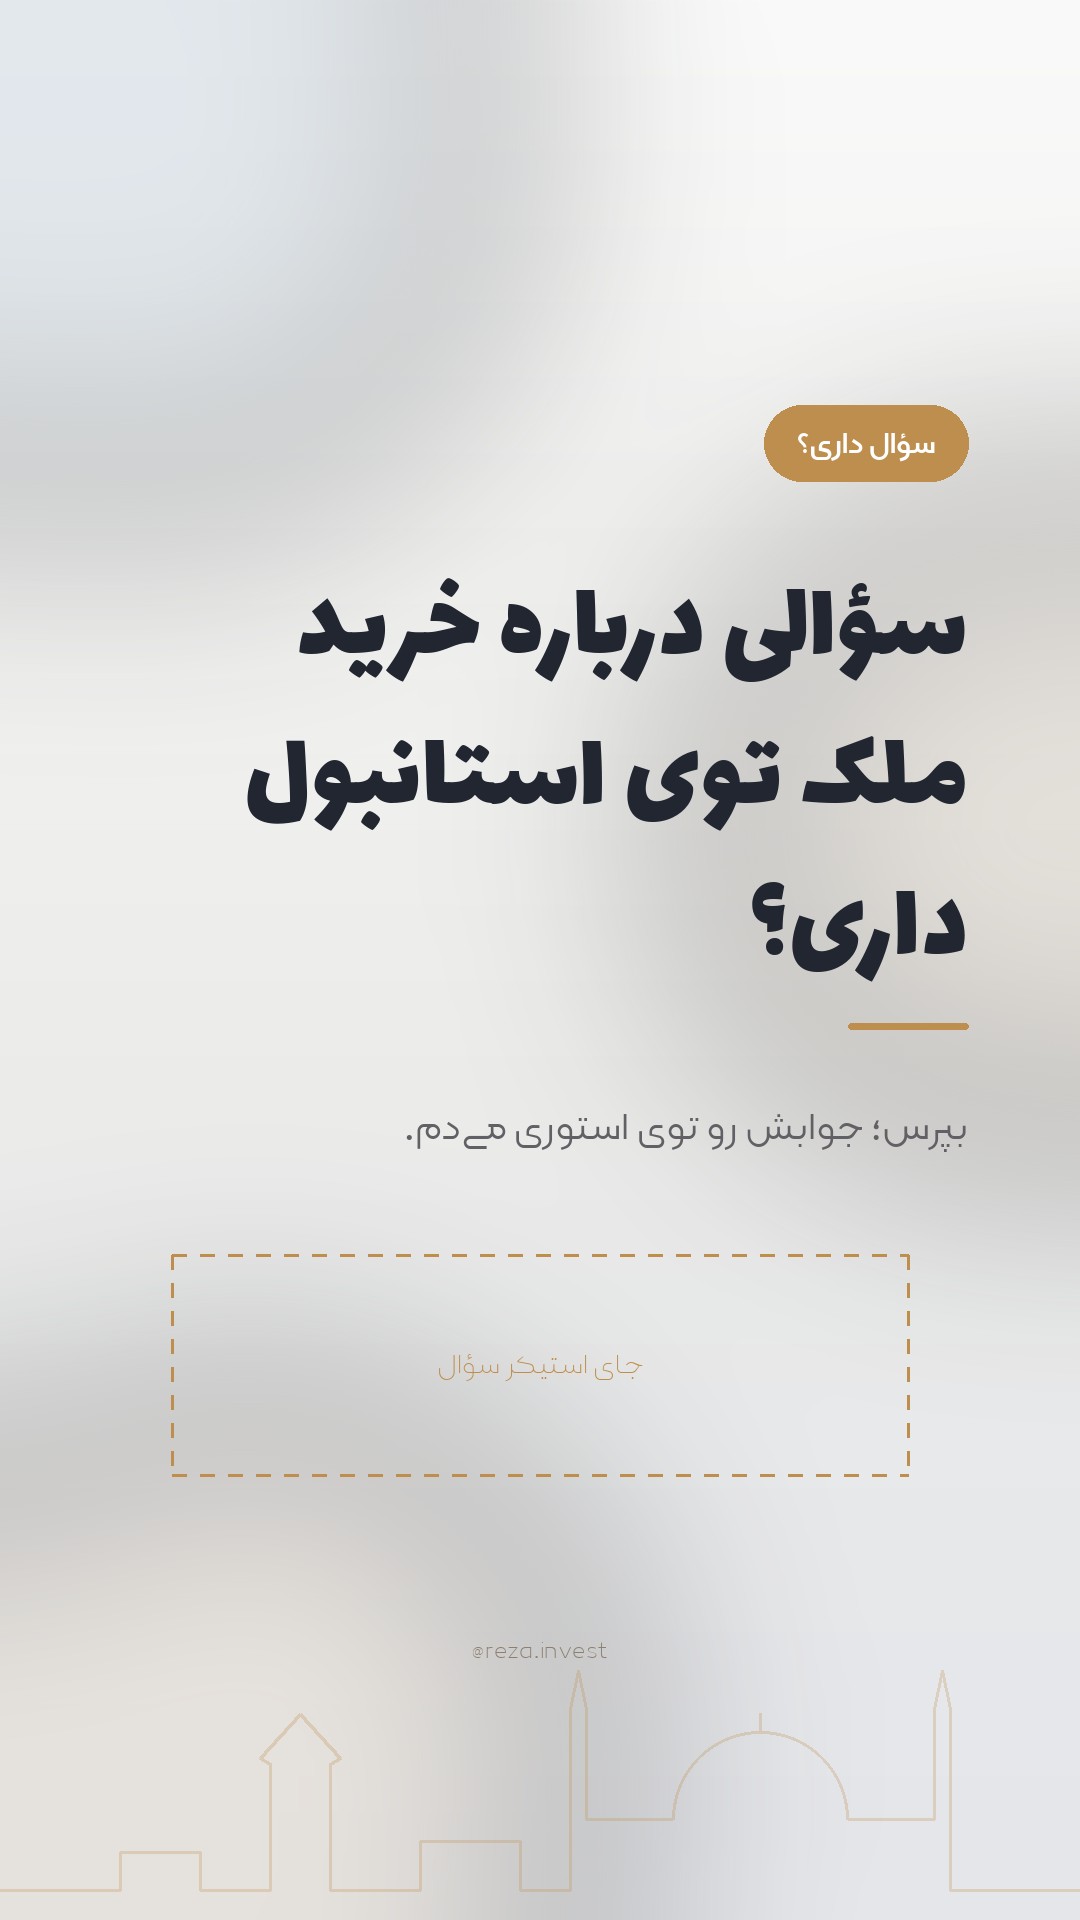 سؤال داری؟
سؤالی درباره خرید
ملک توی استانبول
داری؟
بپرس؛ جوابش رو توی استوری می‌دم.
جای استیکر سؤال
@reza.invest